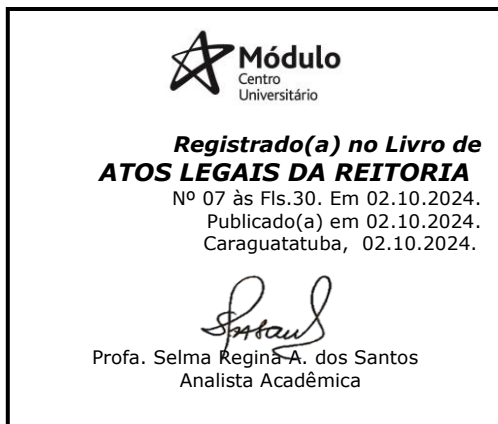 Módulo
Centro
Universitário
Registrado(a) no Livro de
ATOS LEGAIS DA REITORIA
Nº 07 às Fls.30. Em 02.10.2024.
Publicado(a) em 02.10.2024.
Caraguatatuba, 02.10.2024.
Profa. Selma Regina A. dos Santos
Analista Acadêmica